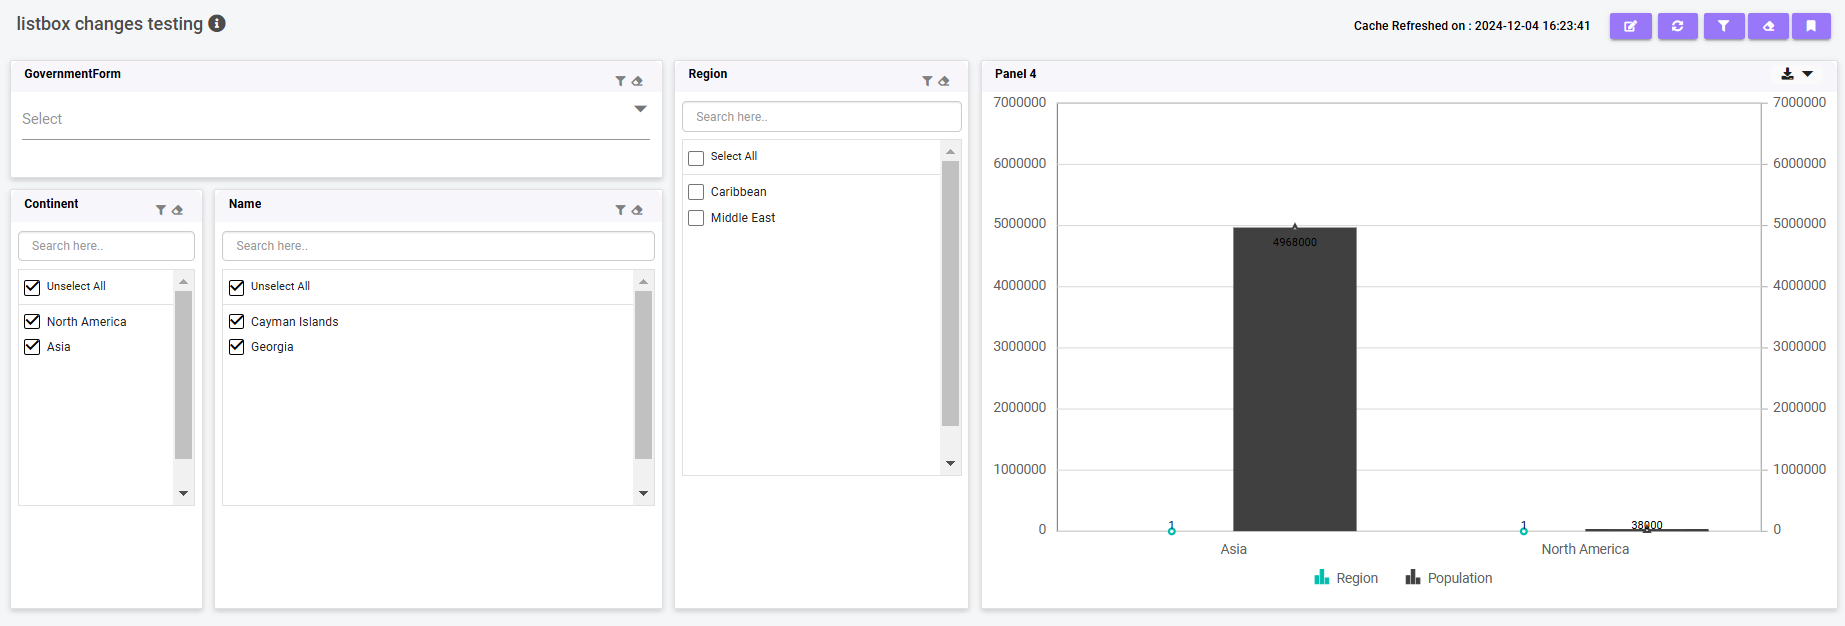 listbox changes testing
Cache Refreshed on : 2024-12-04 16:23:41
GovernmentForm
Select
Continent
Search here..
Unselect All
North America
Asia
Name
Search here..
Unselect All
Cayman Islands
Georgia
Region
Search here..
Select All
Caribbean
Middle East
Panel 4
7000000 7000000
6000000 6000000
5000000 5000000
4968000
4000000 4000000
3000000 3000000
2000000 2000000
1000000 1000000
1 1 38000
0 0
Asia North America
Region Population